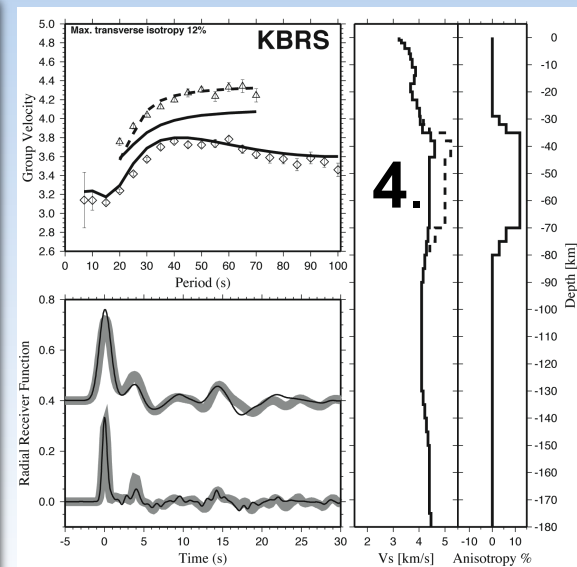 Max. transverse isotropy 12%
KBRS
Group Velocity
5.0
4.8
4.6
4.4
4.2
4.0
3.8
3.6
3.4
3.2
3.0
2.8
2.6
0 10 20 30 40 50 60 70 80 90 100
Period (s)
Radial Receiver Function
0.8
0.6
0.4
0.2
0.0
-5 0 5 10 15 20 25 30
Time (s)
4.
2 3 4 5
Vs [km/s]
-10 0 10
Anisotropy %
0
-10
-20
-30
-40
-50
-60
-70
-80
-90
-100
-110
-120
-130
-140
-150
-160
-170
-180
Depth [km]